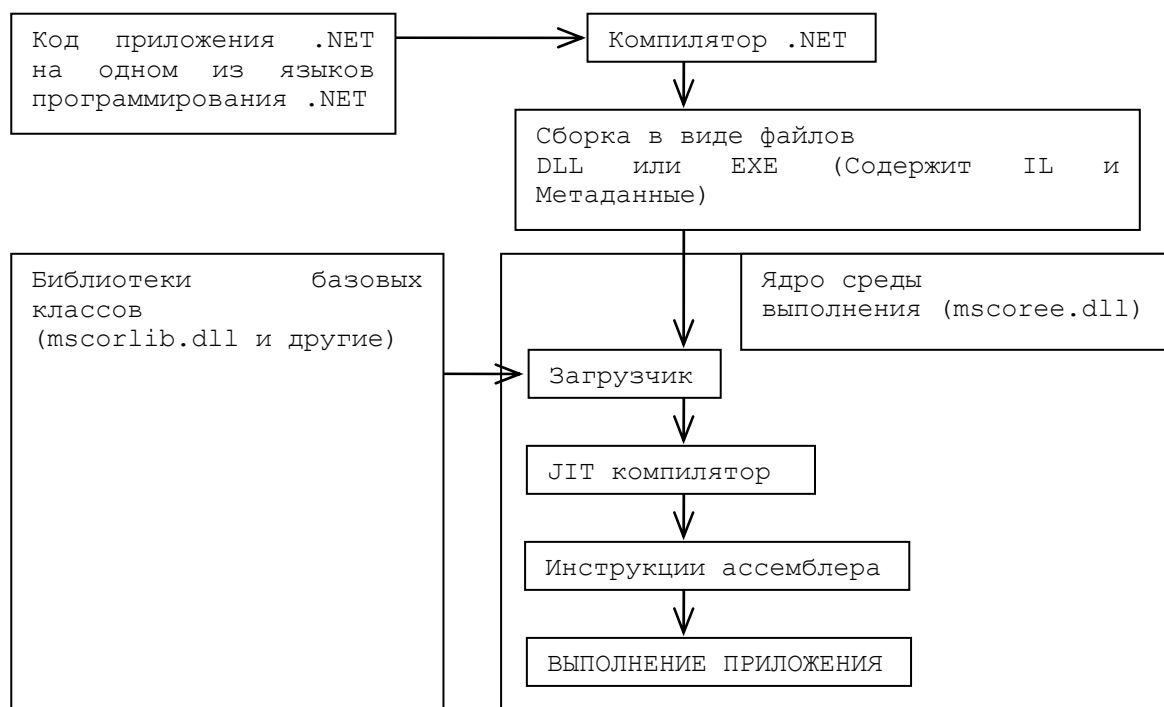 Код приложения .NET
на одном из языков
программирования .NET
Компилятор .NET
Сборка в виде файлов
DLL или EXE (Содержит IL и
Метаданные)
Библиотеки базовых
классов
(mscorlib.dll и другие)
Ядро среды
выполнения (mscoree.dll)
Загрузчик
JIT компилятор
Инструкции ассемблера
ВЫПОЛНЕНИЕ ПРИЛОЖЕНИЯ